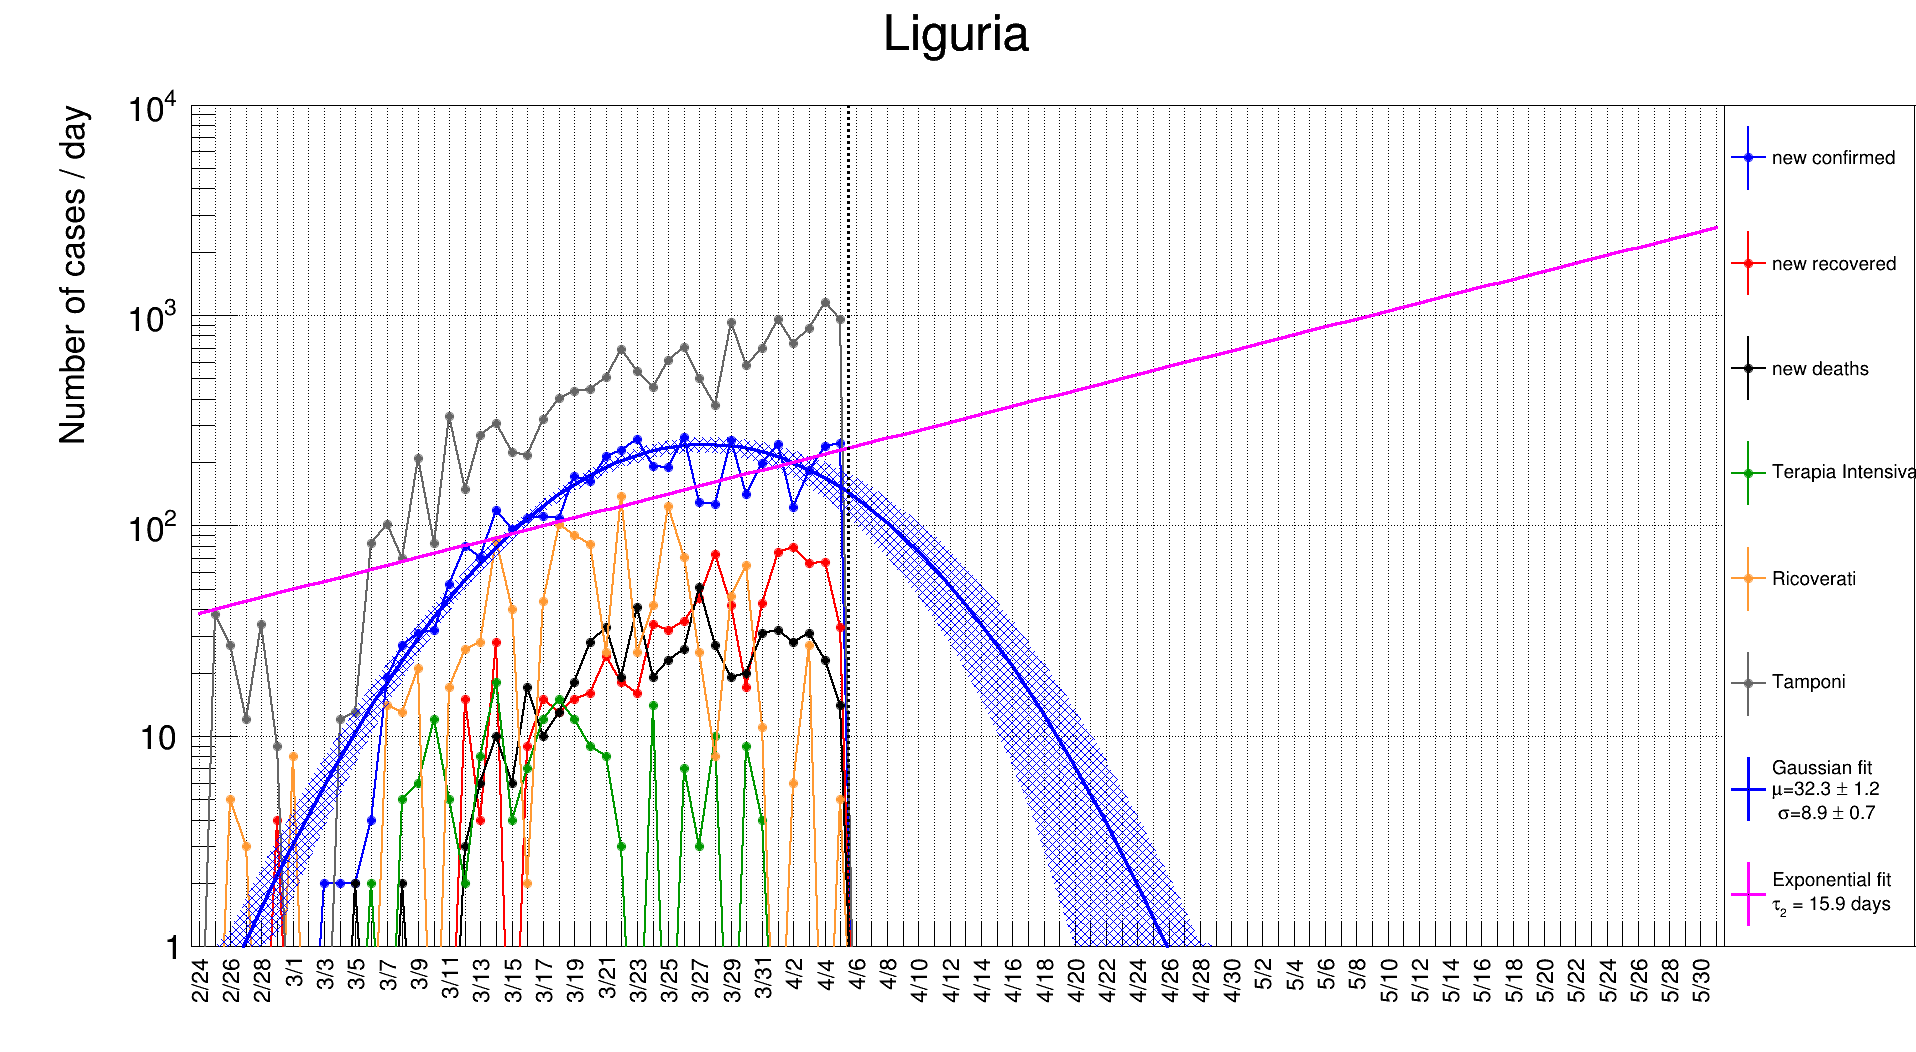 Liguria
Number of cases / day
10⁴
10³
10²
10
1
2/24 2/26 2/28 3/1 3/3 3/5 3/7 3/9 3/11 3/13 3/15 3/17 3/19 3/21 3/23 3/25 3/27 3/29 3/31 4/2 4/4 4/6 4/8 4/10 4/12 4/14 4/16 4/18 4/20 4/22 4/24 4/26 4/28 4/30 5/2 5/4 5/6 5/8 5/10 5/12 5/14 5/16 5/18 5/20 5/22 5/24 5/26 5/28 5/30
new confirmed
new recovered
new deaths
Terapia Intensiva
Ricoverati
Tamponi
Gaussian fit
μ=32.3 ± 1.2
σ=8.9 ± 0.7
Exponential fit
τ₂ = 15.9 days